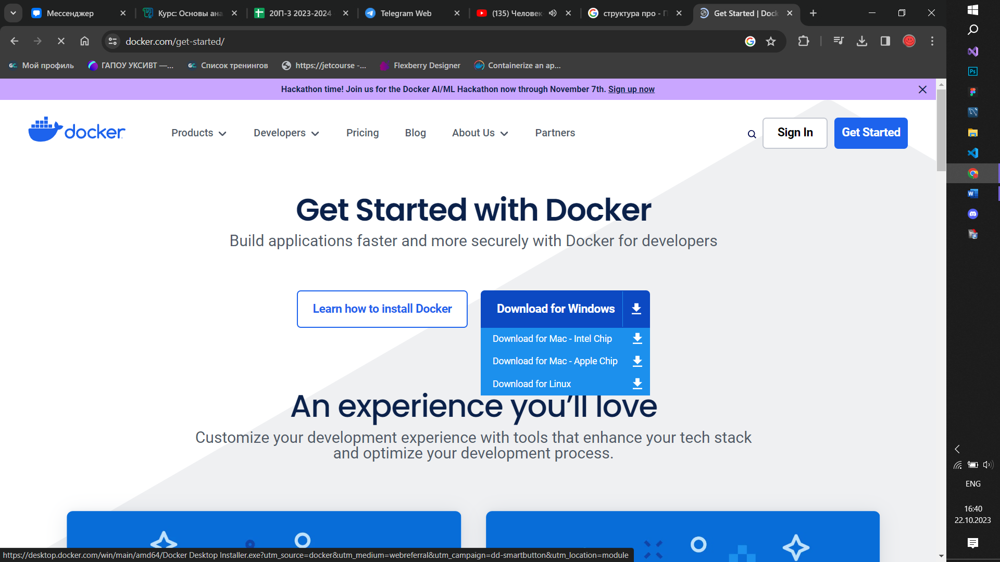 Мессенджер
Курс: Основы ана
20П-3 2023-2024
Telegram Web
(135) Человек-
структура про - П
Get Started | Dock
docker.com/get-started/
Мой профиль
ГАПОУ УКСИВТ —...
Список тренингов
https://jetcourse -...
Flexberry Designer
Containerize an ap...
Hackathon time! Join us for the Docker AI/ML Hackathon now through November 7th. Sign up now
docker
Products
Developers
Pricing
Blog
About Us
Partners
Sign In
Get Started
Get Started with Docker
Build applications faster and more securely with Docker for developers
Learn how to install Docker
Download for Windows
Download for Mac - Intel Chip
Download for Mac - Apple Chip
Download for Linux
An experience you’ll love
Customize your development experience with tools that enhance your tech stack
and optimize your development process.
https://desktop.docker.com/win/main/amd64/Docker Desktop Installer.exe?utm_source=docker&utm_medium=webreferral&utm_campaign=dd-smartbutton&utm_location=module
ENG
16:40
22.10.2023